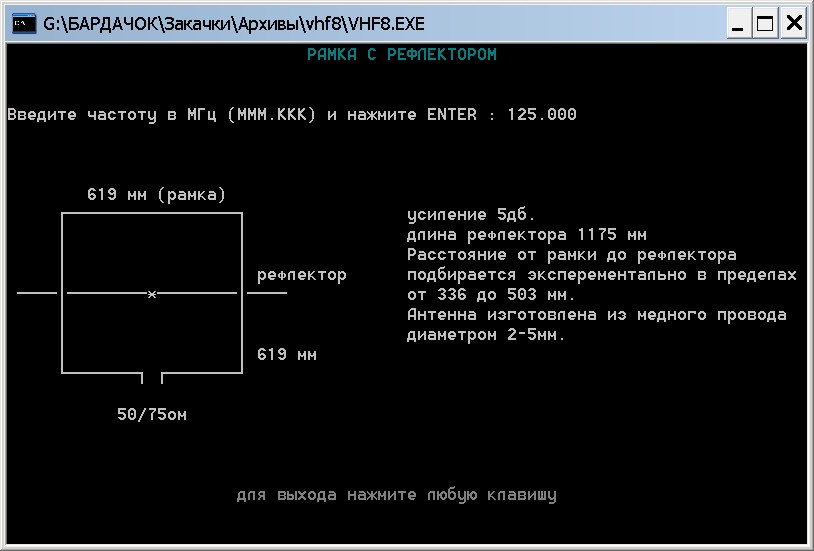 G:\БАРДАЧОК\Закачки\Архивы\vhf8\VHF8.EXE
РАМКА С РЕФЛЕКТОРОМ
Введите частоту в МГц (МММ.ККК) и нажмите ENTER : 125.000
619 мм (рамка)
усиление 5дб.
длина рефлектора 1175 мм
Расстояние от рамки до рефлектора
рефлектор
подбирается эксперементально в пределах
от 336 до 503 мм.
Антенна изготовлена из медного провода
диаметром 2-5мм.
619 мм
50/75ом
для выхода нажмите любую клавишу